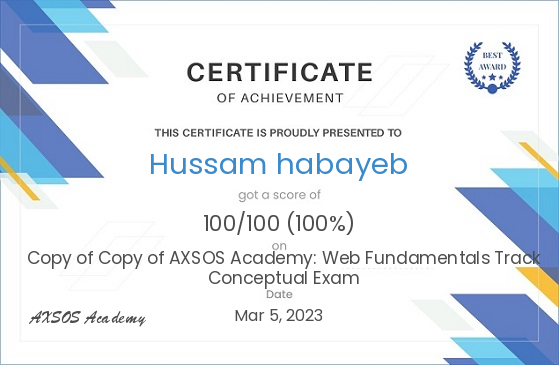 BEST
AWARD
CERTIFICATE
OF ACHIEVEMENT
THIS CERTIFICATE IS PROUDLY PRESENTED TO
Hussam habayeb
got a score of
100/100 (100%)
on
Copy of Copy of AXSOS Academy: Web Fundamentals Track
Conceptual Exam
Date
Mar 5, 2023
AXSOS Academy